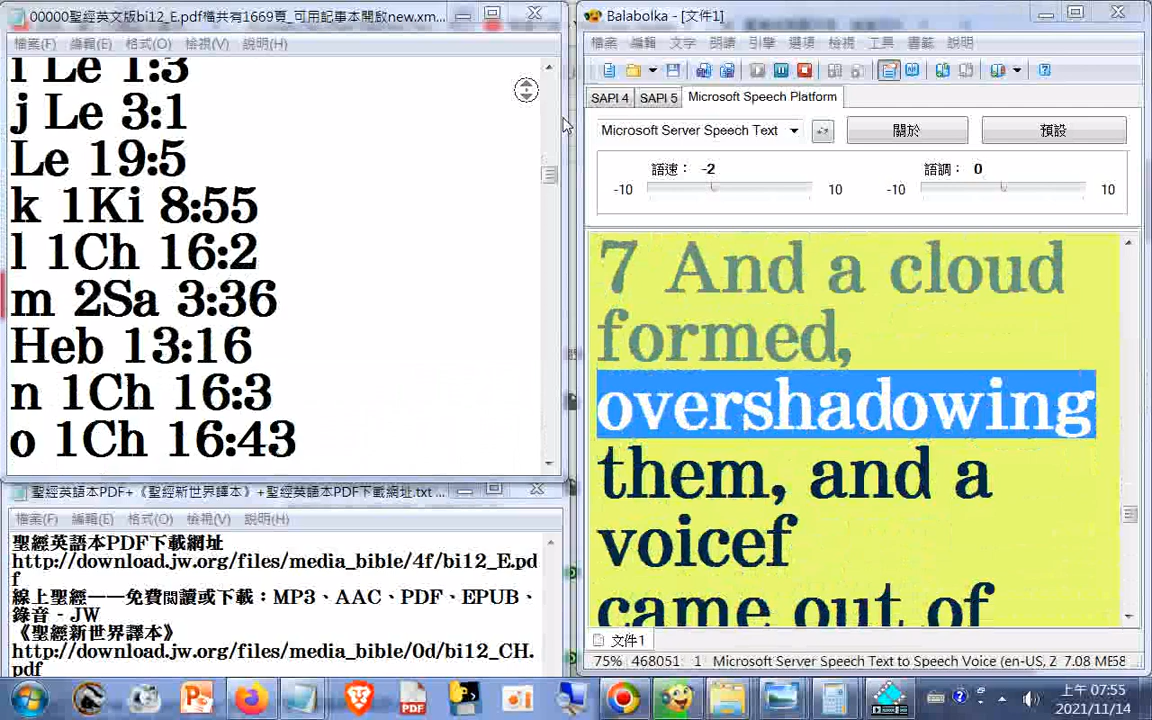 00000聖經英文版bi12_E.pdf檔共有1669頁_可用記事本開啟new.xm...
檔案(F) 編輯(E) 格式(O) 檢視(V) 說明(H)
i Le 1:3
j Le 3:1
Le 19:5
k 1Ki 8:55
l 1Ch 16:2
m 2Sa 3:36
Heb 13:16
n 1Ch 16:3
o 1Ch 16:43
聖經英語本PDF+《聖經新世界譯本》+聖經英語本PDF下載網址.txt ...
檔案(F) 編輯(E) 格式(O) 檢視(V) 說明(H)
聖經英語本PDF下載網址
http://download.jw.org/files/media_bible/4f/bi12_E.pd
f
線上聖經——免費閱讀或下載：MP3、AAC、PDF、EPUB、
錄音 - JW
《聖經新世界譯本》
http://download.jw.org/files/media_bible/0d/bi12_CH.
pdf
Balabolka - [文件1]
檔案 編輯 文字 朗讀 引擎 選項 檢視 工具 書籤 說明
SAPI 4 SAPI 5 Microsoft Speech Platform
Microsoft Server Speech Text 關於 預設
語速： -2 語調： 0
-10 10 -10 10
7 And a cloud
formed,
overshadowing
them, and a
voicef
came out of
文件1
75% 468051: 1 Microsoft Server Speech Text to Speech Voice (en-US, Z 7.08 ME58
上午 07:55
2021/11/14